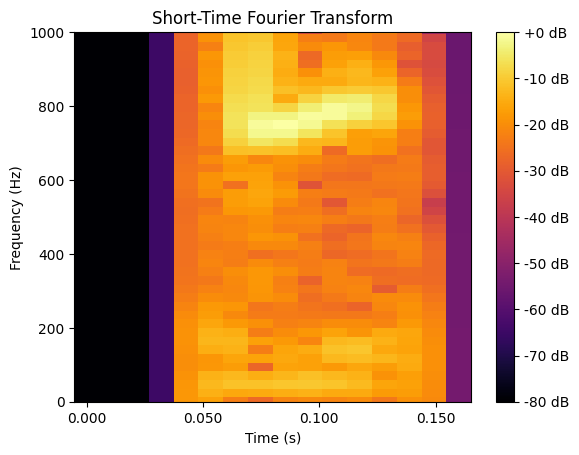 Short-Time Fourier Transform
1000
800
600
400
200
0
Frequency (Hz)
0.000
0.050
0.100
0.150
Time (s)
+0 dB
-10 dB
-20 dB
-30 dB
-40 dB
-50 dB
-60 dB
-70 dB
-80 dB